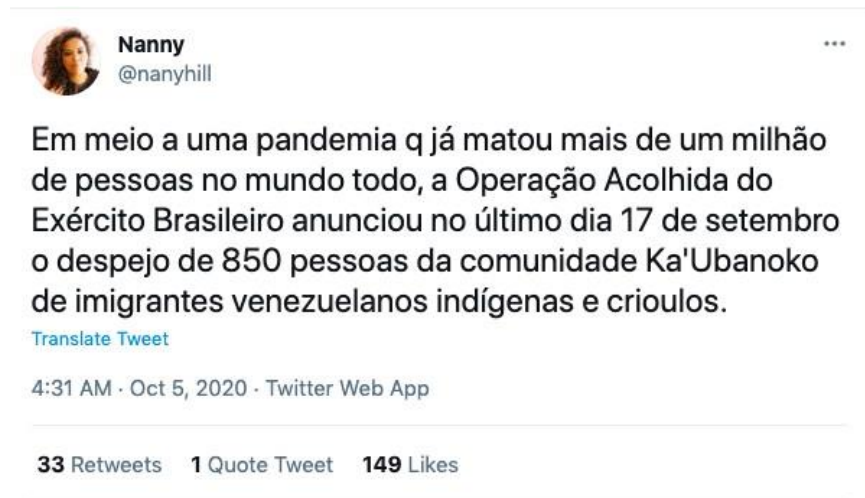 Nanny
@nanyhill
Em meio a uma pandemia q já matou mais de um milhão
de pessoas no mundo todo, a Operação Acolhida do
Exército Brasileiro anunciou no último dia 17 de setembro
o despejo de 850 pessoas da comunidade Ka'Ubanoko
de imigrantes venezuelanos indígenas e crioulos.
Translate Tweet
4:31 AM · Oct 5, 2020 · Twitter Web App
33 Retweets 1 Quote Tweet 149 Likes